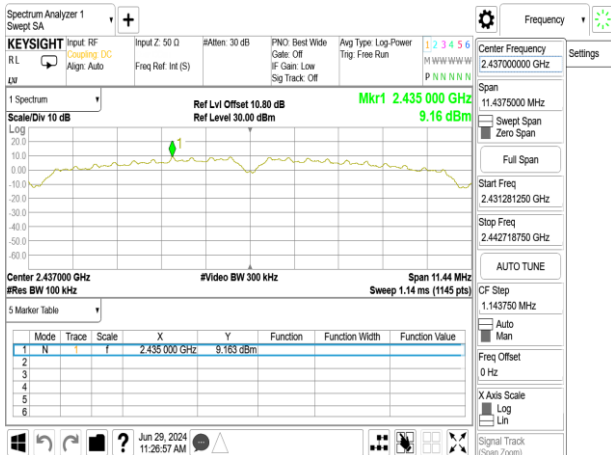 Spectrum Analyzer 1
Swept SA
+
Frequency
KEYSIGHT
RL
Input: RF
Coupling: DC
Align: Auto
Input Z: 50 Ω
Freq Ref: Int (S)
#Atten: 30 dB
PNO: Best Wide
Gate: Off
IF Gain: Low
Sig Track: Off
Avg Type: Log-Power
Trig: Free Run
1 2 3 4 5 6
M W W W W W
P N N N N N
1 Spectrum
Scale/Div 10 dB
Log
Ref Lvl Offset 10.80 dB
Ref Level 30.00 dBm
Mkr1 2.435 000 GHz
9.16 dBm
1
20.0
10.0
0.00
-10.0
-20.0
-30.0
-40.0
-50.0
-60.0
Center 2.437000 GHz
#Res BW 100 kHz
#Video BW 300 kHz
Span 11.44 MHz
Sweep 1.14 ms (1145 pts)
5 Marker Table
Mode Trace Scale X Y Function Function Width Function Value
1 N 1 f 2.435 000 GHz 9.163 dBm
2
3
4
5
6
?
Jun 29, 2024
11:26:57 AM
Center Frequency
2.437000000 GHz
Settings
Span
11.4375000 MHz
Swept Span
Zero Span
Full Span
Start Freq
2.431281250 GHz
Stop Freq
2.442718750 GHz
AUTO TUNE
CF Step
1.143750 MHz
Auto
Man
Freq Offset
0 Hz
X Axis Scale
Log
Lin
Signal Track
(Span Zoom)